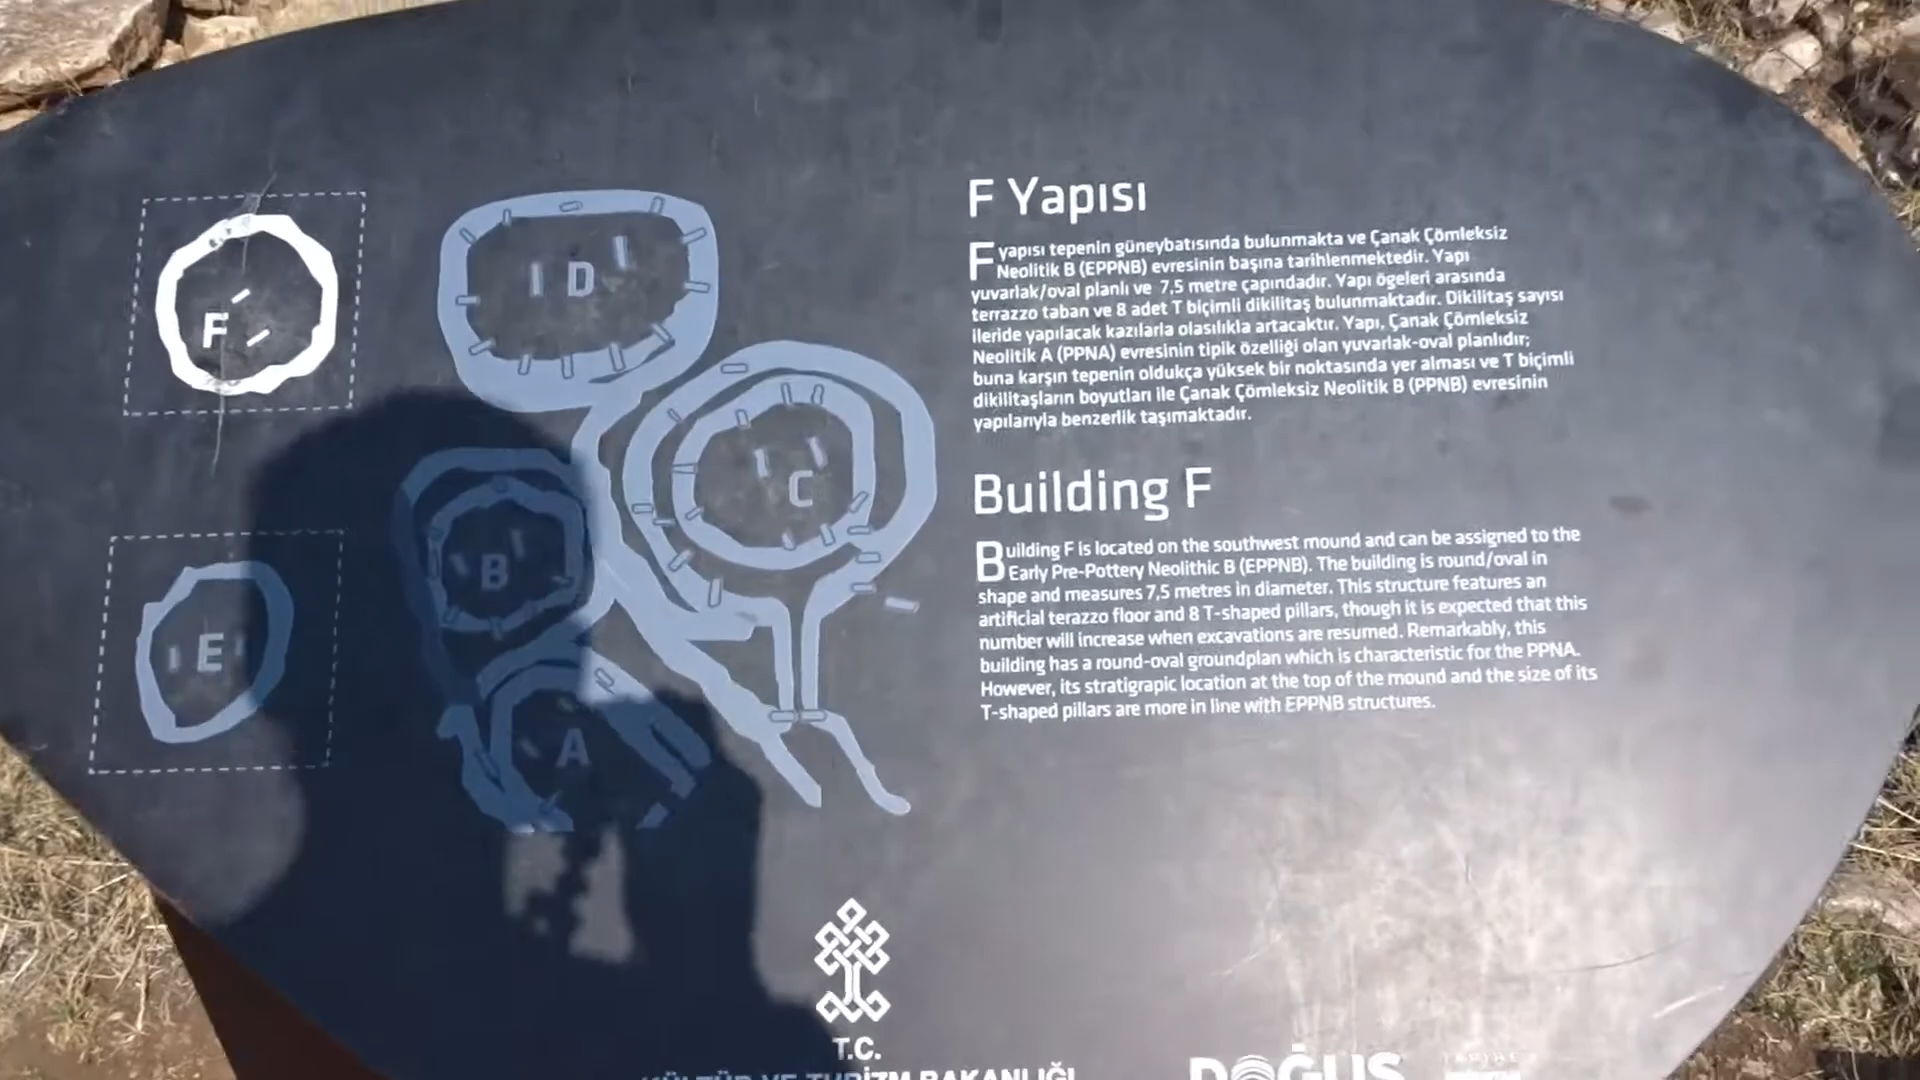 F Yapısı
F yapısı tepenin güneybatısında bulunmakta ve Çanak Çömleksiz
Neolitik B (EPPNB) evresinin başına tarihlenmektedir. Yapı
yuvarlak/oval planlı ve 7,5 metre çapındadır. Yapı ögeleri arasında
terrazzo taban ve 8 adet T biçimli dikilitaş bulunmaktadır. Dikilitaş sayısı
ileride yapılacak kazılarla olasılıkla artacaktır. Yapı, Çanak Çömleksiz
Neolitik A (PPNA) evresinin tipik özelliği olan yuvarlak-oval planlıdır;
buna karşın tepenin oldukça yüksek bir noktasında yer alması ve T biçimli
dikilitaşların boyutları ile Çanak Çömleksiz Neolitik B (PPNB) evresinin
yapılarıyla benzerlik taşımaktadır.
Building F
Building F is located on the southwest mound and can be assigned to the
Early Pre-Pottery Neolithic B (EPPNB). The building is round/oval in
shape and measures 7,5 metres in diameter. This structure features an
artificial terazzo floor and 8 T-shaped pillars, though it is expected that this
number will increase when excavations are resumed. Remarkably, this
building has a round-oval groundplan which is characteristic for the PPNA.
However, its stratigrapic location at the top of the mound and the size of its
T-shaped pillars are more in line with EPPNB structures.
F
D
C
B
E
A
T.C.
KÜLTÜR VE TURİZM BAKANLIĞI
DOĞUŞ